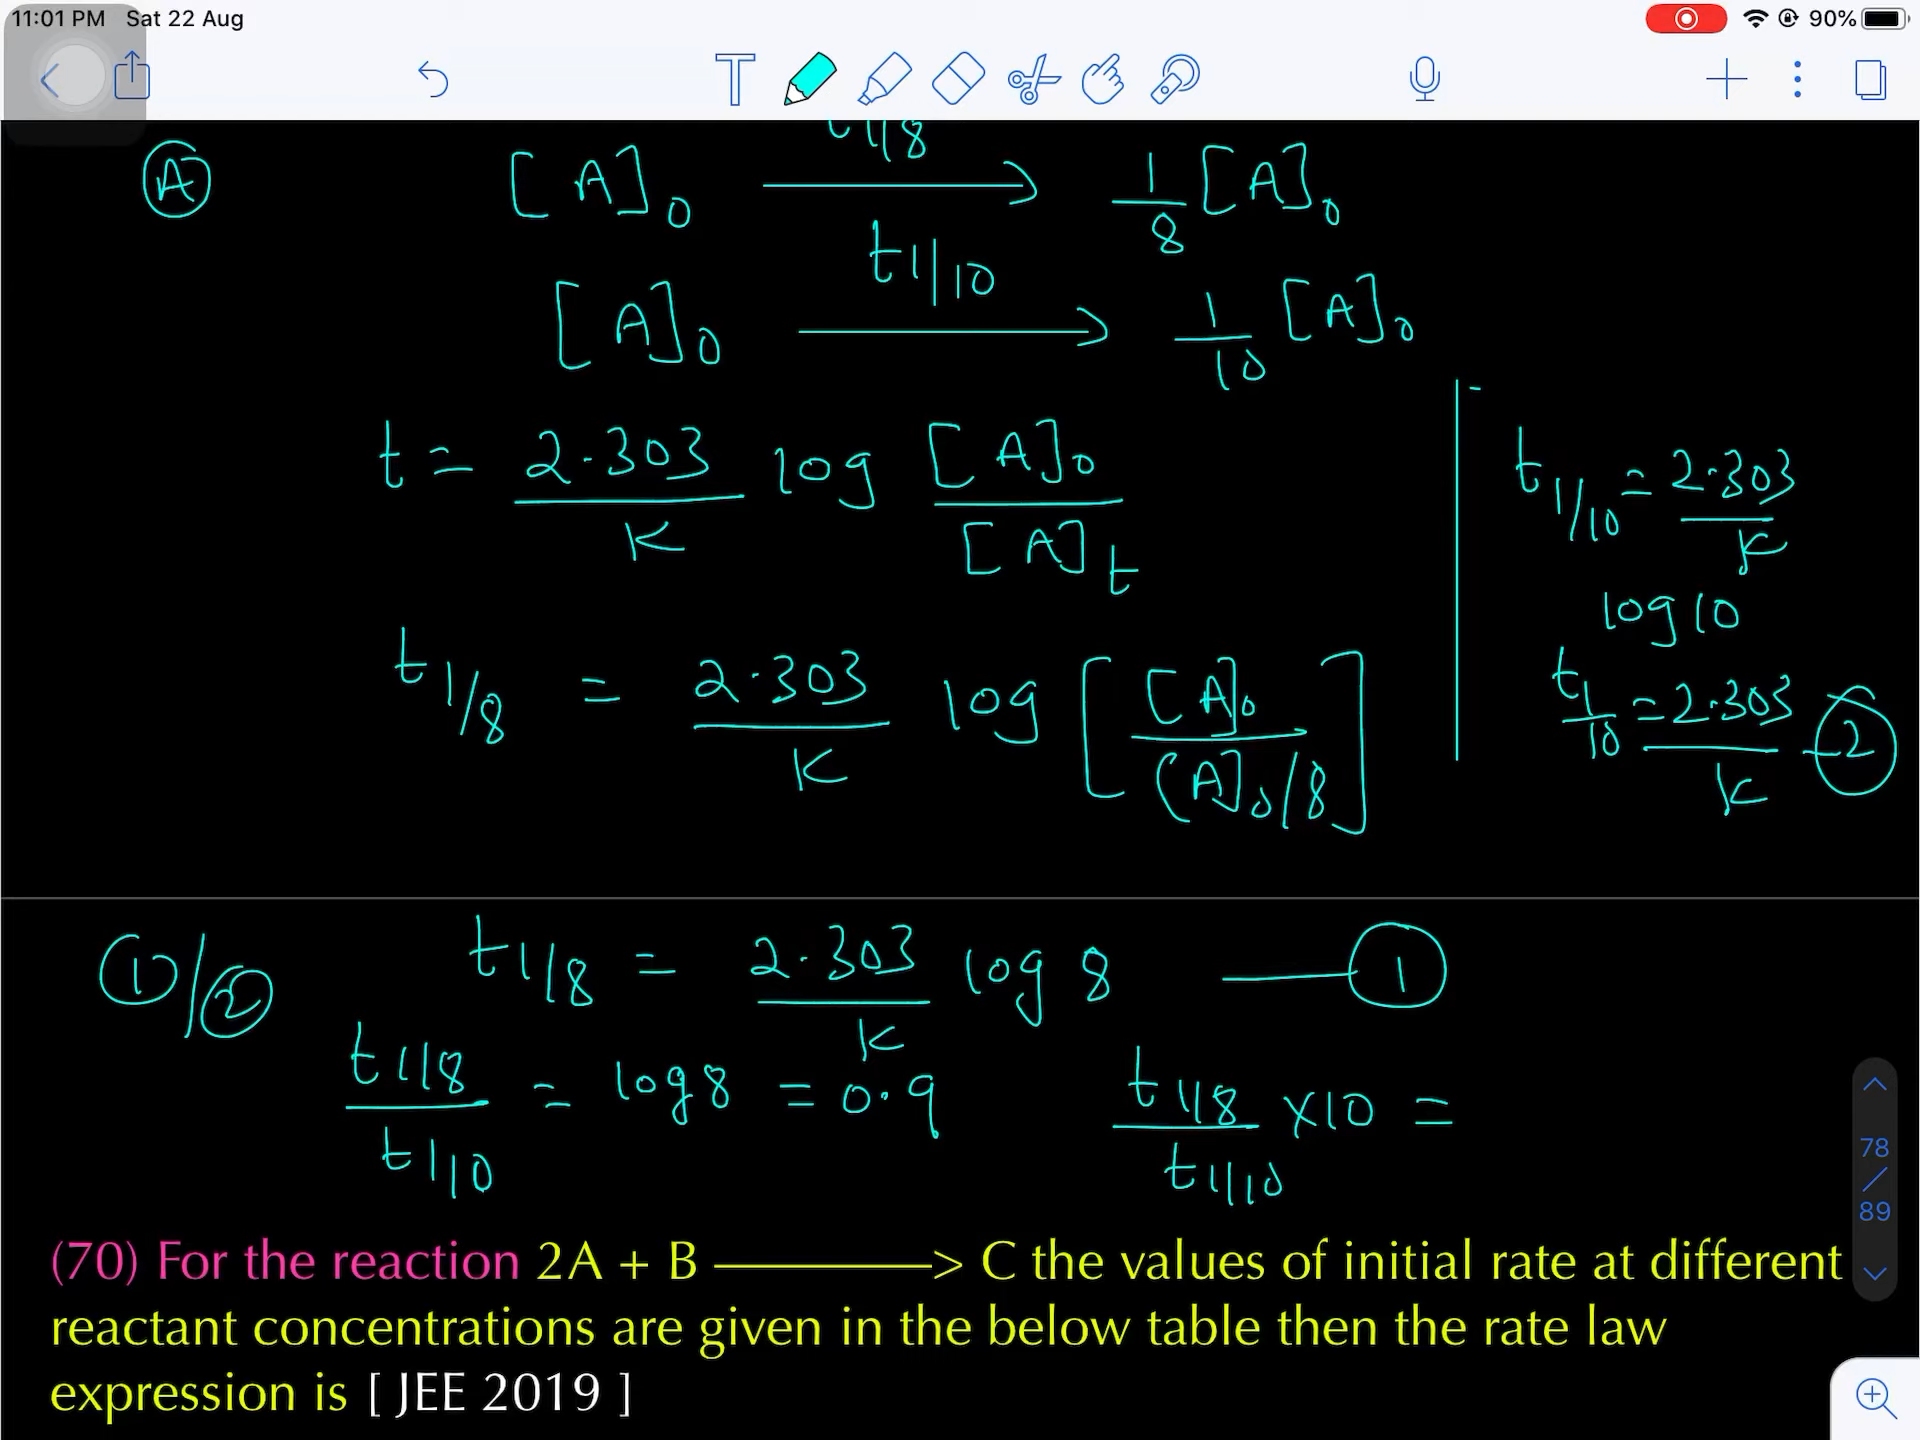 11:01 PM Sat 22 Aug 90%
T
t1/8
(A) [A]0 ⟶ 1/8 [A]0
t1/10
[A]0 ⟶ 1/10 [A]0
t = 2.303/K log [A]0/[A]t
t1/8 = 2.303/K log [[A]0/[A]0/8]
t1/10 = 2.303/K
log 10
t1/10 = 2.303/K — (2)
(1)/(2) t1/8 = 2.303/K log 8 — (1)
t1/8 / t1/10 = log 8 = 0.9
t1/8 / t1/10 ×10 =
78
/
89
(70) For the reaction 2A + B ————> C the values of initial rate at different
reactant concentrations are given in the below table then the rate law
expression is [ JEE 2019 ]